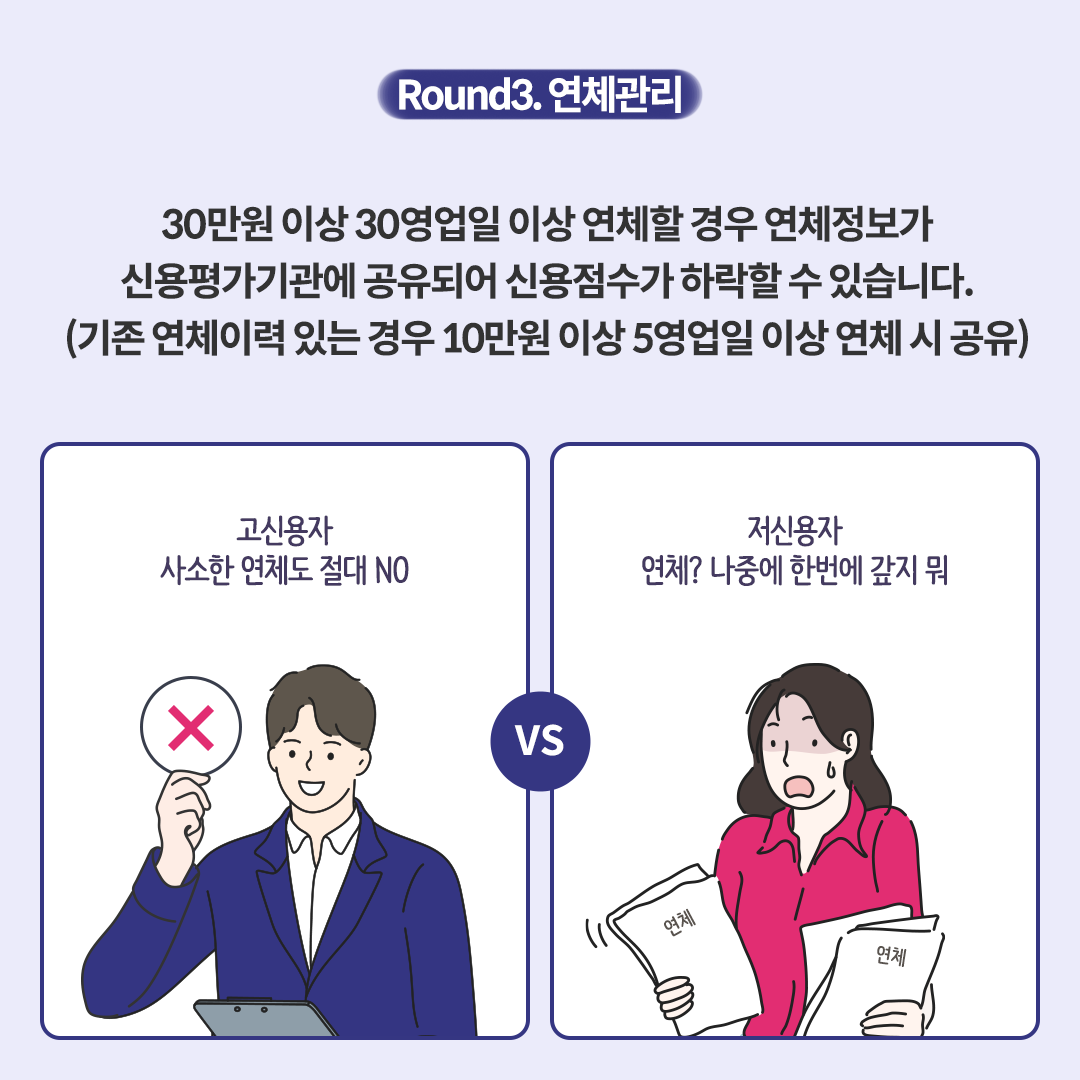 Round3. 연체관리
30만원 이상 30영업일 이상 연체할 경우 연체정보가
신용평가기관에 공유되어 신용점수가 하락할 수 있습니다.
(기존 연체이력 있는 경우 10만원 이상 5영업일 이상 연체 시 공유)
고신용자
사소한 연체도 절대 NO
VS
저신용자
연체? 나중에 한번에 갚지 뭐
연체
연체